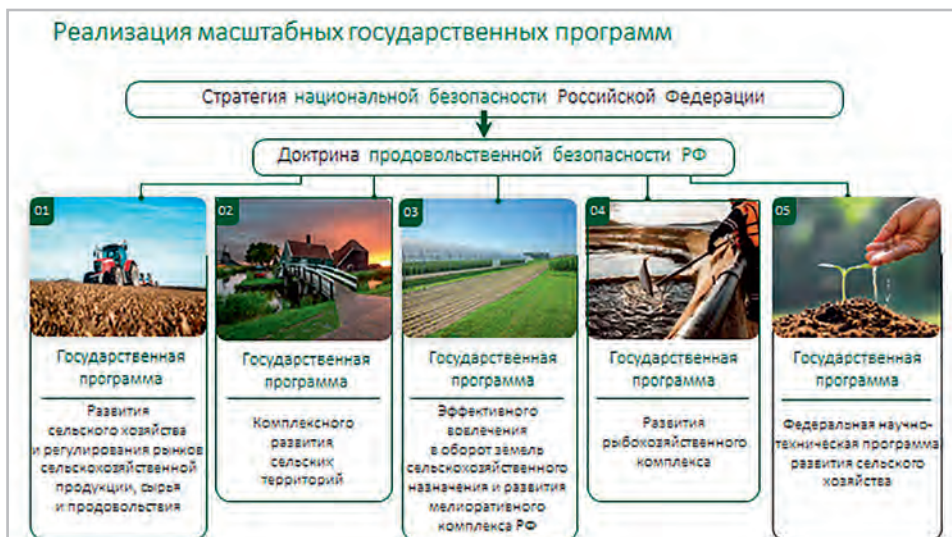 Реализация масштабных государственных программ
Стратегия национальной безопасности Российской Федерации
Доктрина продовольственной безопасности РФ
01
Государственная
программа
Развития
сельского хозяйства
и регулирования рынков
сельскохозяйственной
продукции, сырья
и продовольствия
02
Государственная
программа
Комплексного
развития
сельских
территорий
03
Государственная
программа
Эффективного
вовлечения
в оборот земель
сельскохозяйственного
назначения и развития
мелиоративного
комплекса РФ
04
Государственная
программа
Развития
рыбохозяйственного
комплекса
05
Государственная
программа
Федеральная научно-
техническая программа
развития сельского
хозяйства